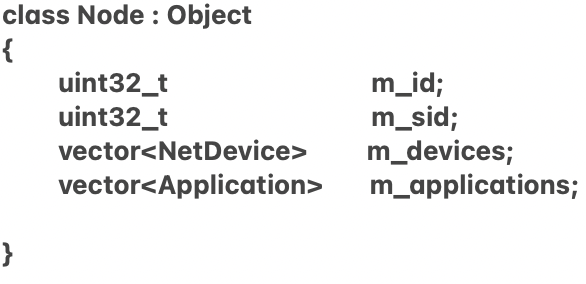 class Node : Object
{
uint32_t m_id;
uint32_t m_sid;
vector<NetDevice> m_devices;
vector<Application> m_applications;
}